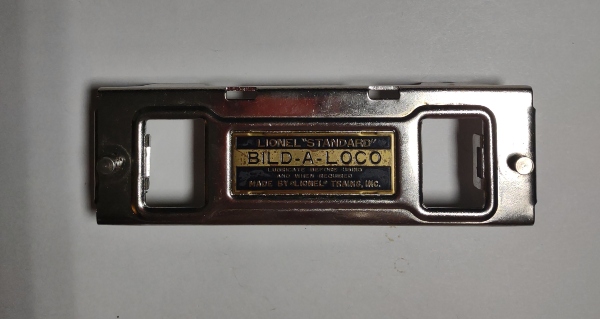 LIONEL "STANDARD"
BILD-A-LOCO
LUBRICATE BEFORE USING
AND WHEN REQUIRED
MADE BY "LIONEL" TRAINS, INC.